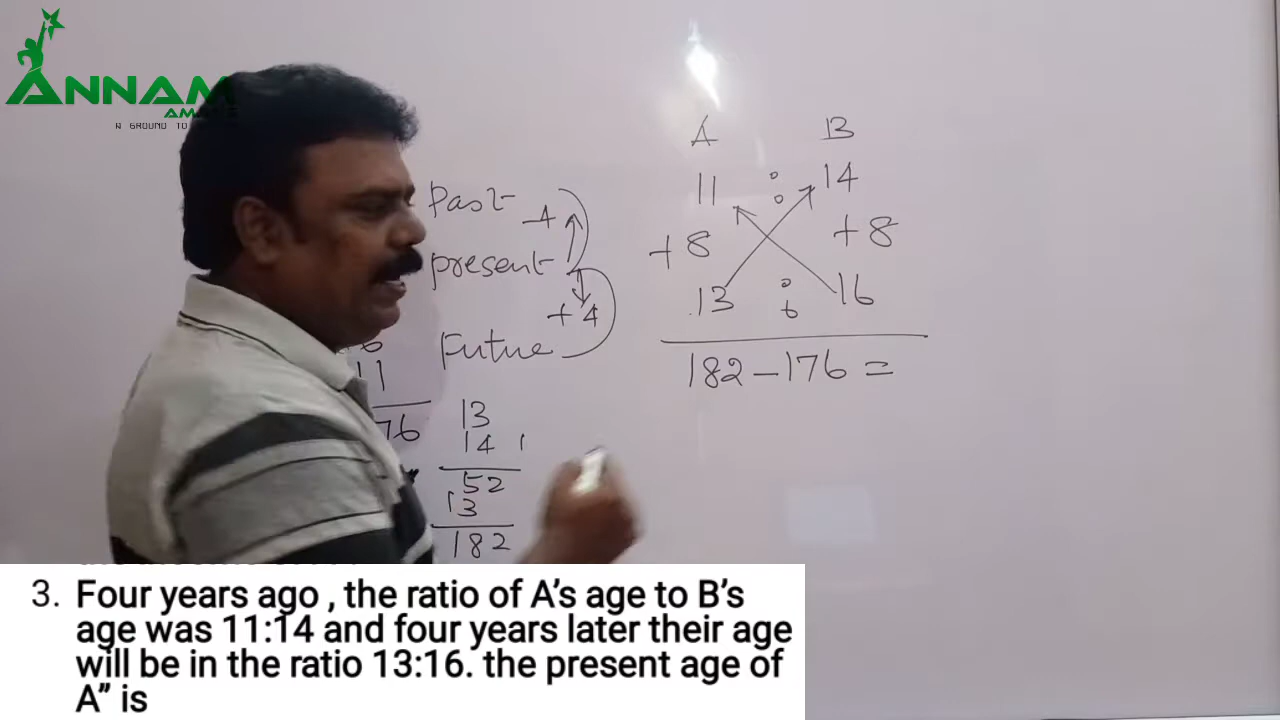 ANNAM
A GROUND TO
Past -4
present
+4
Future
11
76
13
14
52
13
182
A B
11 : 14
+8 +8
13 : 16
182-176=
3. Four years ago , the ratio of A’s age to B’s
age was 11:14 and four years later their age
will be in the ratio 13:16. the present age of
A” is